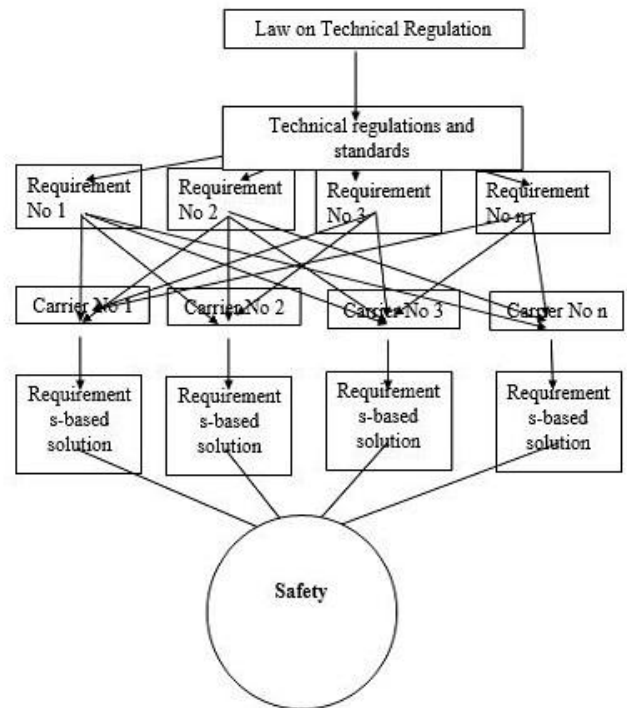 Law on Technical Regulation
Technical regulations and
standards
Requirement
No 1
Requirement
No 2
Requirement
No 3
Requirement
No n
Carrier No 1
Carrier No 2
Carrier No 3
Carrier No n
Requirement
s-based
solution
Requirement
s-based
solution
Requirement
s-based
solution
Requirement
s-based
solution
Safety